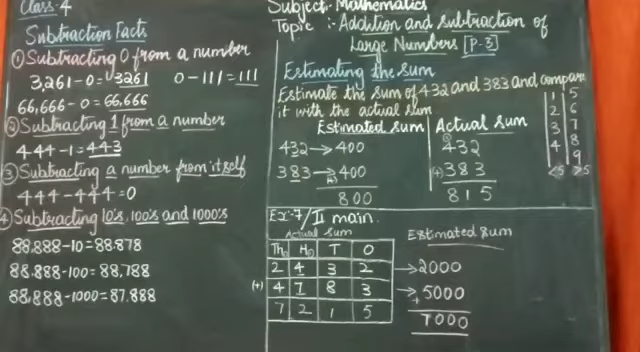 Class-4
Subtraction Facts
① Subtracting 0 from a number
3,261-0=3261 0-111=111
66,666-0=66,666
② Subtracting 1 from a number
444-1=443
③ Subtracting a number from itself
444-444=0
④ Subtracting 10's, 100's and 1000's
88,888-10=88,878
88,888-100=88,788
88,888-1000=87,888
Subject:- Mathematics
Topic :- Addition and subtraction of
Large Numbers [P-3]
Estimating the sum
Estimate the sum of 432 and 383 and compare
it with the actual sum
Estimated sum
432→400
383→400
800
Actual sum
432
(+) 383
815
1 5
2 6
3 7
4 8
9
<5 >5
Ex:-7/II main.
Actual sum
Th H T O
2 4 3 2
(+) 4 7 8 3
7 2 1 5
Estimated sum
→2000
→+5000
7000